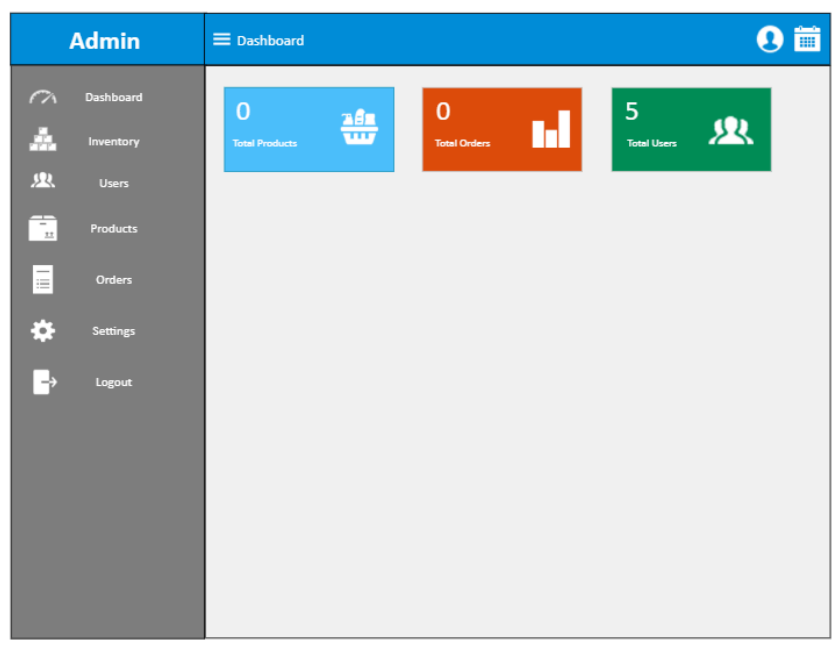 Admin
Dashboard
Dashboard
Inventory
Users
Products
Orders
Settings
Logout
0
Total Products
0
Total Orders
5
Total Users